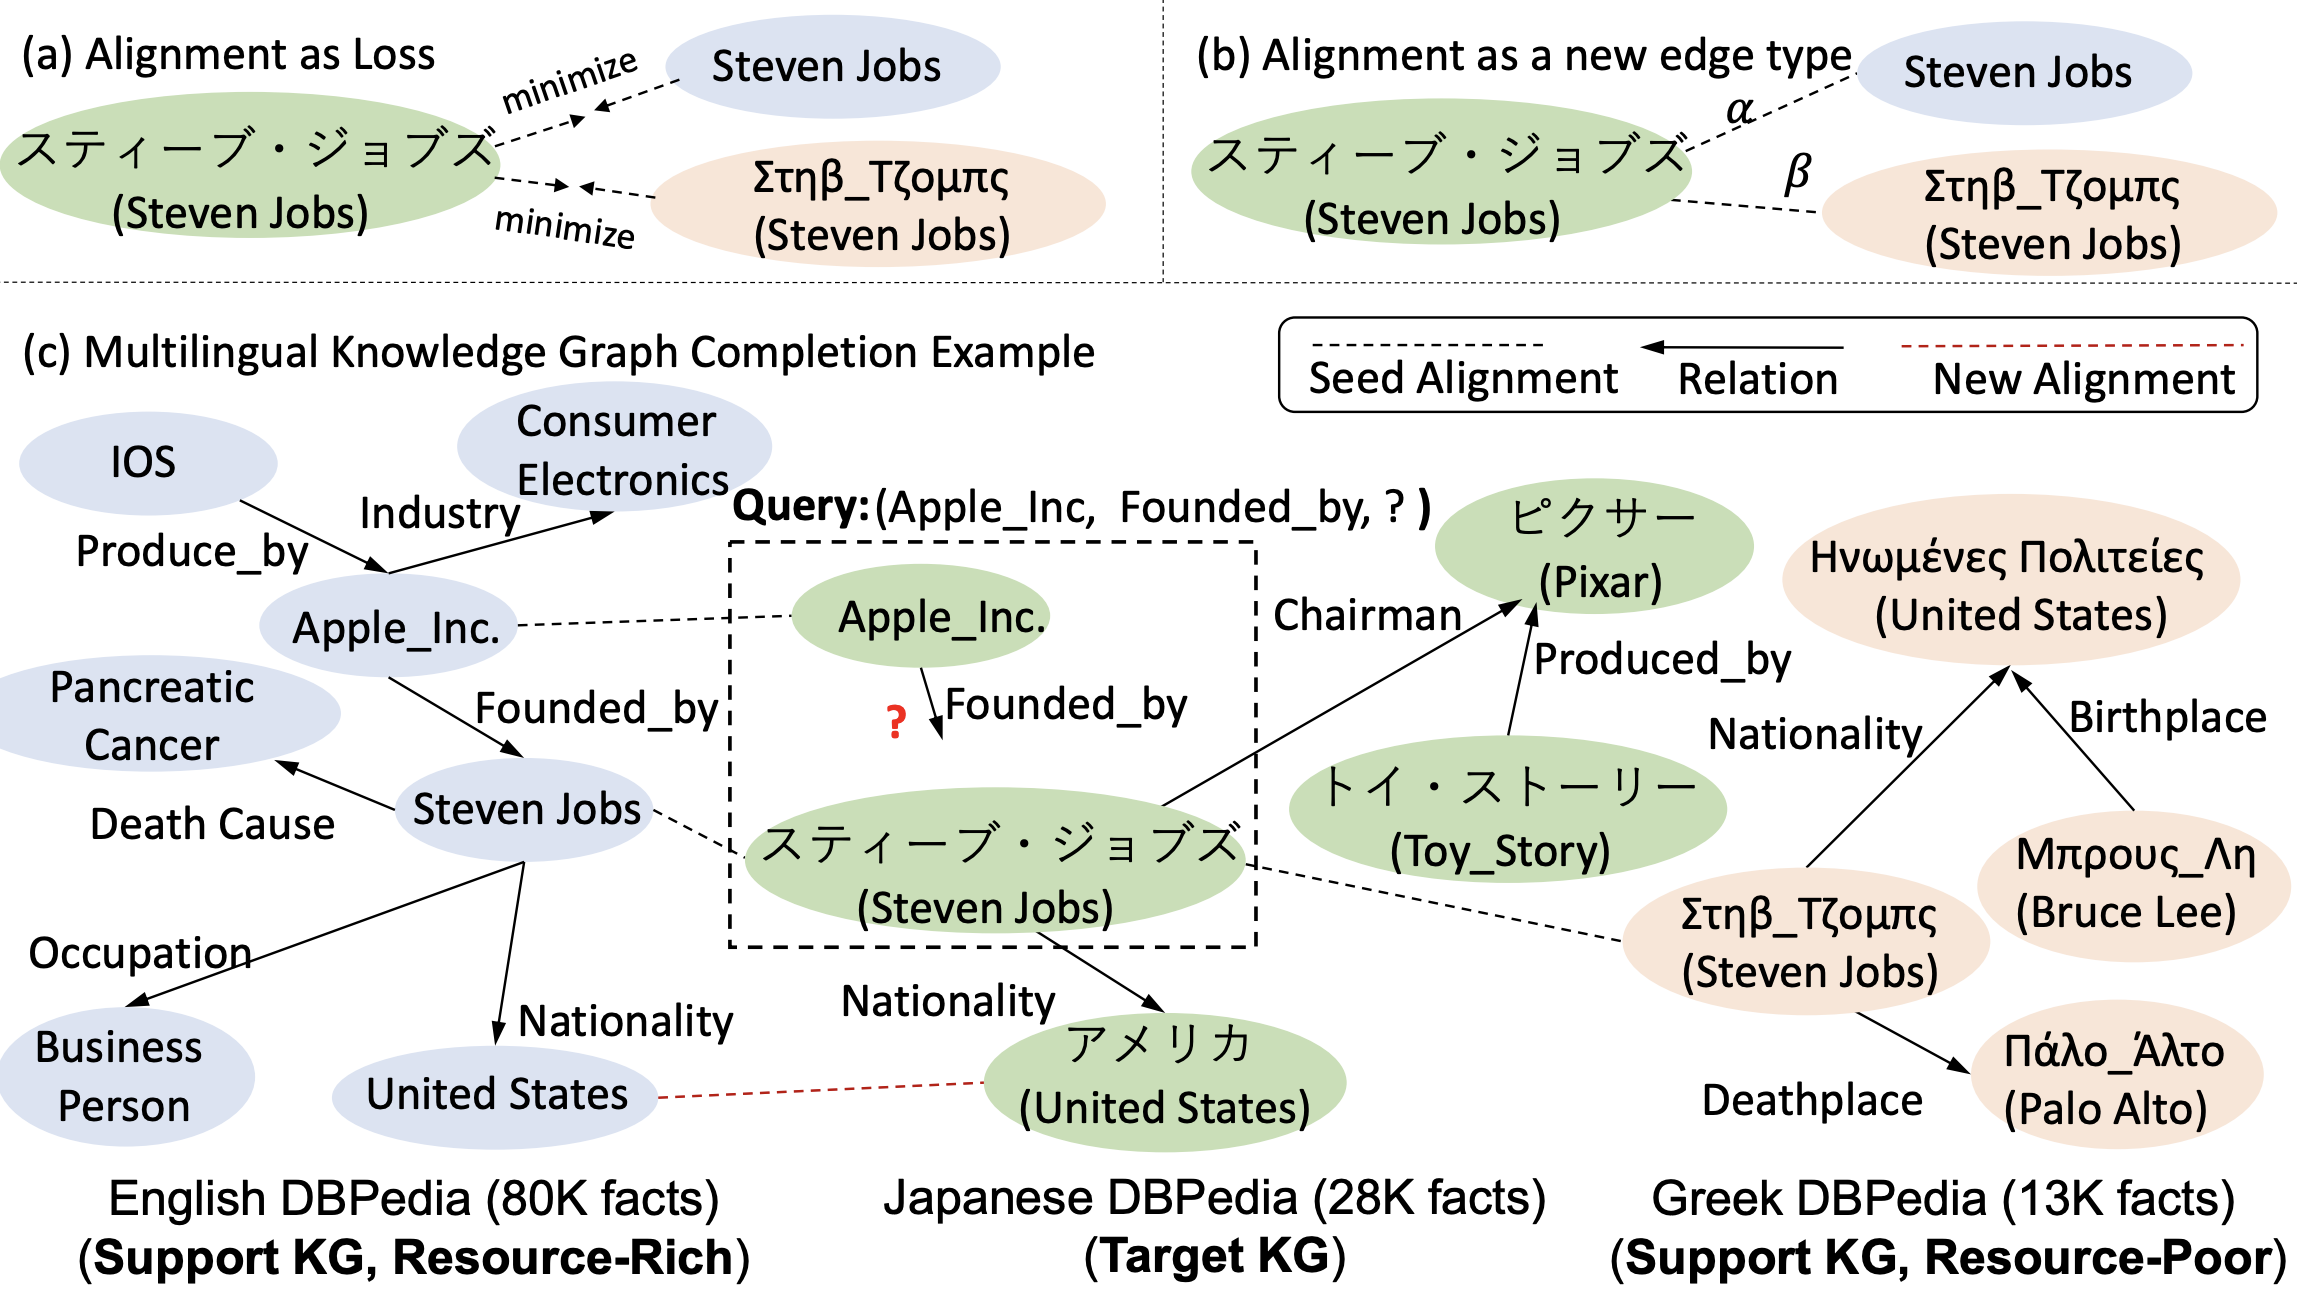 (a) Alignment as Loss
minimize
Steven Jobs
スティーブ・ジョブズ
(Steven Jobs)
minimize
Στηβ_Τζομπς
(Steven Jobs)
(b) Alignment as a new edge type
Steven Jobs
α
スティーブ・ジョブズ
(Steven Jobs)
β
Στηβ_Τζομπς
(Steven Jobs)
(c) Multilingual Knowledge Graph Completion Example
Seed Alignment
Relation
New Alignment
IOS
Consumer
Electronics
Industry
Produce_by
Apple_Inc.
Pancreatic
Cancer
Founded_by
Death Cause
Steven Jobs
Occupation
Business
Person
Nationality
United States
Query: (Apple_Inc, Founded_by, ? )
Apple_Inc.
?
Founded_by
スティーブ・ジョブズ
(Steven Jobs)
Nationality
アメリカ
(United States)
Chairman
ピクサー
(Pixar)
Produced_by
トイ・ストーリー
(Toy_Story)
Ηνωμένες Πολιτείες
(United States)
Nationality
Birthplace
Μπρους_Λη
(Bruce Lee)
Στηβ_Τζομπς
(Steven Jobs)
Deathplace
Πάλο_Άλτο
(Palo Alto)
English DBPedia (80K facts)
(Support KG, Resource-Rich)
Japanese DBPedia (28K facts)
(Target KG)
Greek DBPedia (13K facts)
(Support KG, Resource-Poor)